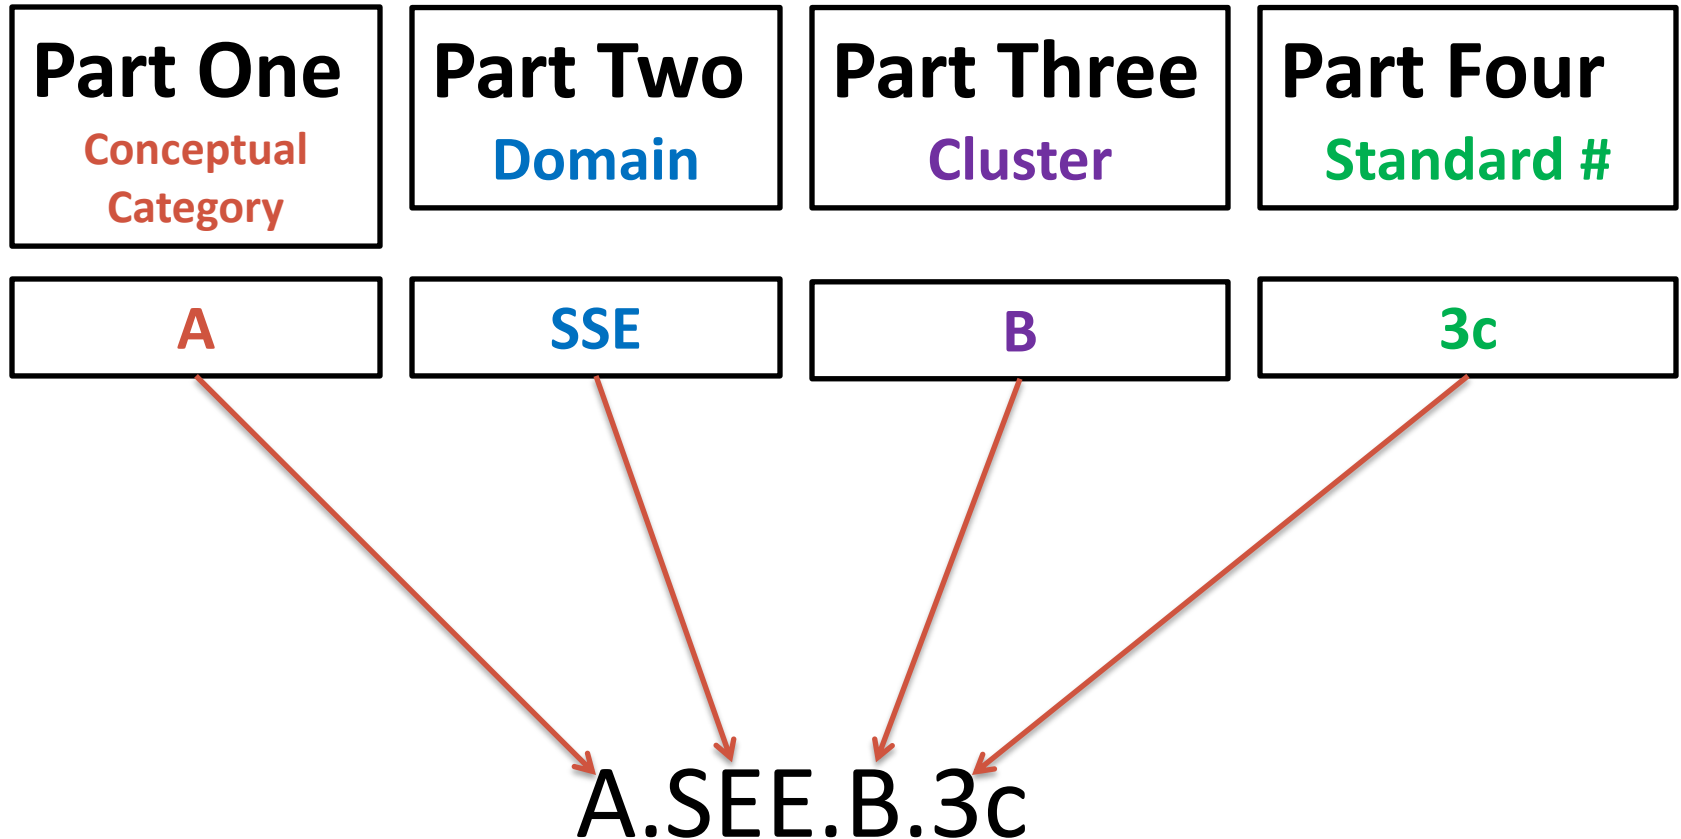 Part One
Conceptual
Category
Part Two
Domain
Part Three
Cluster
Part Four
Standard #
A
SSE
B
3c
A.SEE.B.3c